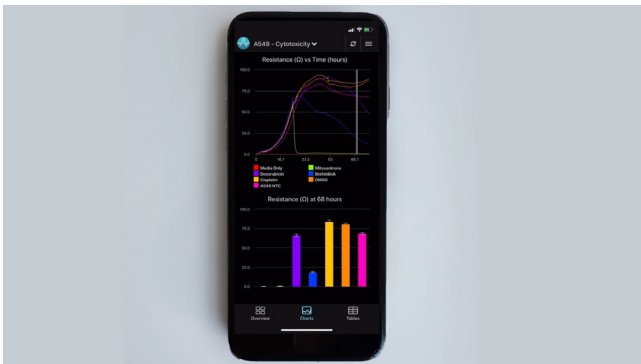 A549 - Cytotoxicity
Resistance (Ω) vs Time (hours)
100.0
75.0
50.0
25.0
0.0
0 16.7 33.3 50 66.7
Media Only Mitoxantrone
Doxorubicin BrefeldinA
Cisplatin DMSO
A549 NTC
Resistance (Ω) at 68 hours
100.0
75.0
50.0
25.0
0.0
Overview Charts Tables